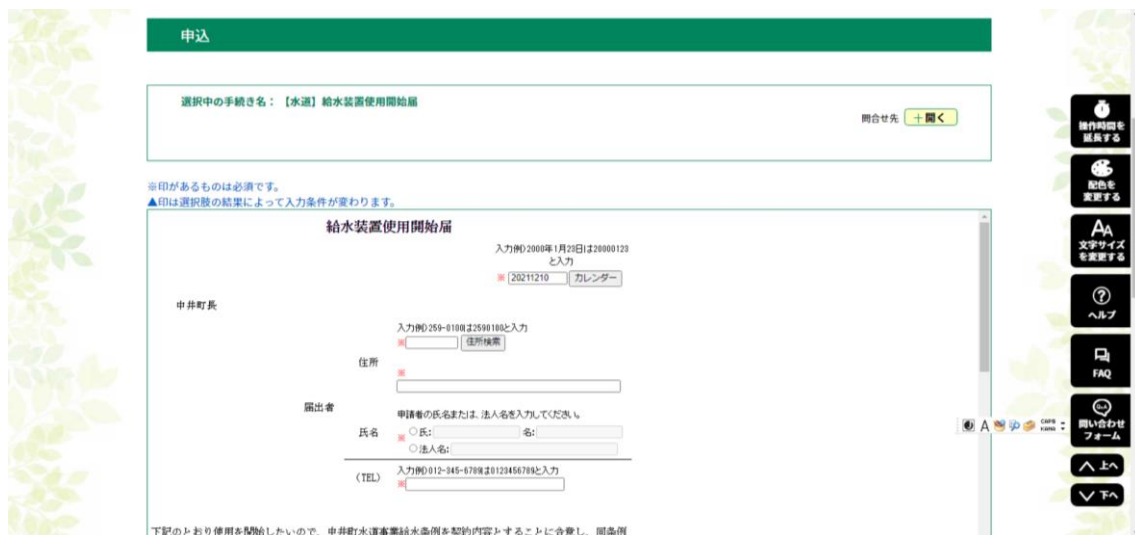 申込
選択中の手続き名：【水道】給水装置使用開始届
問合せ先 ＋開く
※印があるものは必須です。
▲印は選択肢の結果によって入力条件が変わります。
給水装置使用開始届
入力例)2000年1月23日は20000123
と入力
※ 20211210 カレンダー
中井町長
入力例)259-0100は2590100と入力
※ 住所検索
住所
※
届出者
申請者の氏名または、法人名を入力してください。
氏名 ※ 氏: 名:
法人名:
(TEL) 入力例)012-345-6789は0123456789と入力
※
下記のとおり使用を開始したいので、中井町水道事業給水条例を契約内容とすることに合意し、同条例
操作時間を
延長する
配色を
変更する
AA
文字サイズ
を変更する
?
ヘルプ
FAQ
Q&A
問い合わせ
フォーム
上へ
下へ
A
CAPS
KANA